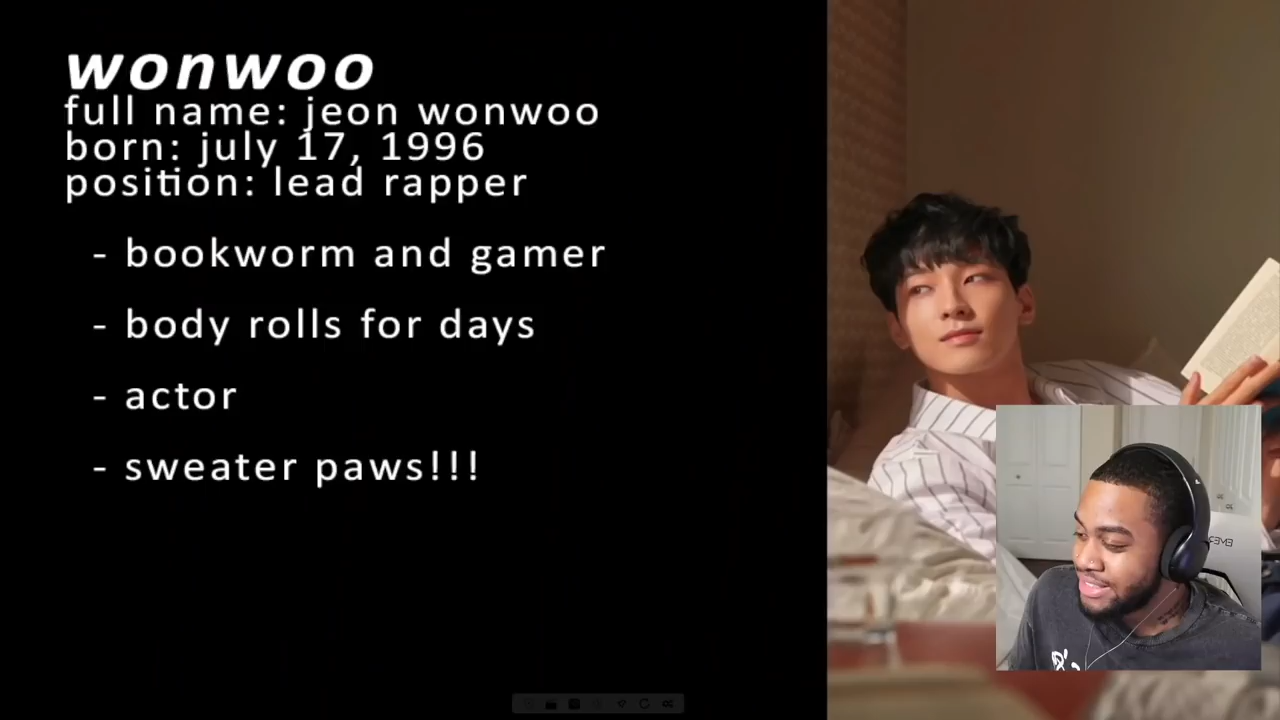 wonwoo
full name: jeon wonwoo
born: july 17, 1996
position: lead rapper
- bookworm and gamer
- body rolls for days
- actor
- sweater paws!!!